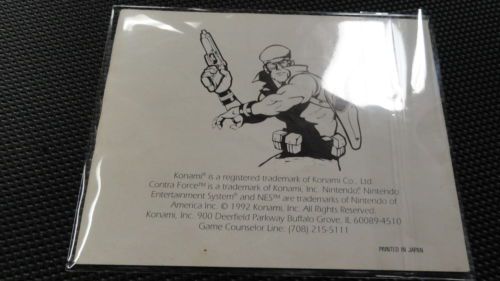 Konami® is a registered trademark of Konami Co., Ltd.
Contra Force™ is a trademark of Konami, Inc. Nintendo,® Nintendo
Entertainment System® and NES® are trademarks of Nintendo of
America Inc. © 1992 Konami, Inc. All Rights Reserved.
Konami, Inc. 900 Deerfield Parkway Buffalo Grove, IL 60089-4510
Game Counselor Line: (708) 215-5111
PRINTED IN JAPAN